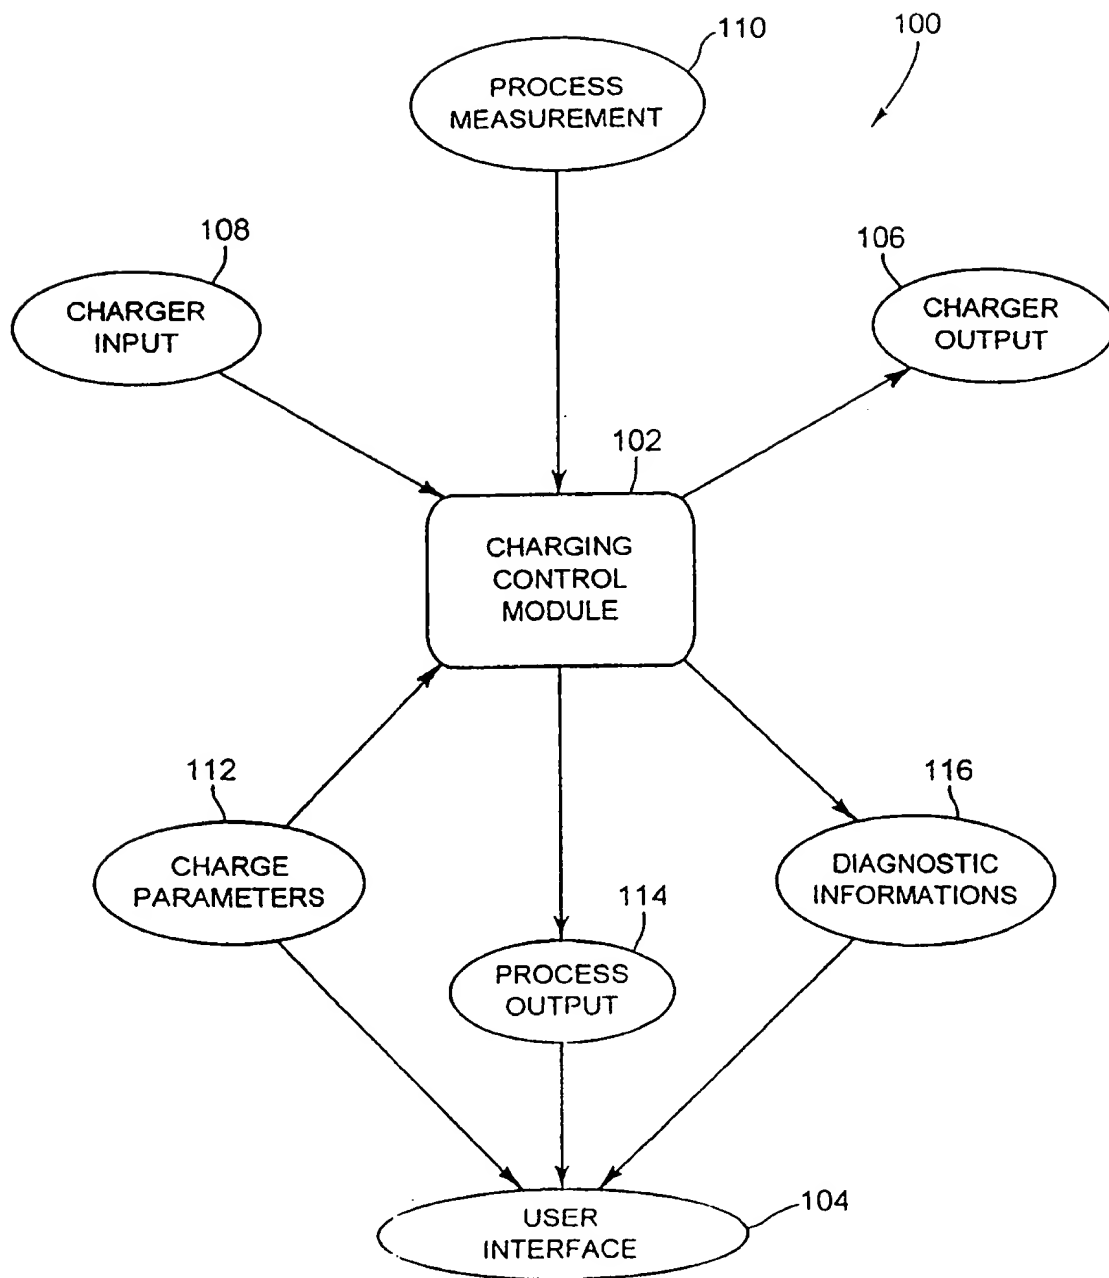 110
100
PROCESS
MEASUREMENT
108
106
CHARGER
INPUT
CHARGER
OUTPUT
102
CHARGING
CONTROL
MODULE
112
116
CHARGE
PARAMETERS
DIAGNOSTIC
INFORMATIONS
114
PROCESS
OUTPUT
104
USER
INTERFACE